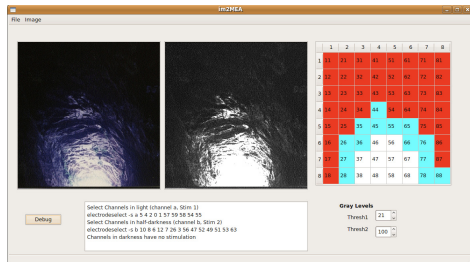 im2MEA
File Image
1 2 3 4 5 6 7 8
1 11 21 31 41 51 61 71 81
2 12 22 32 42 52 62 72 82
3 13 23 33 43 53 63 73 83
4 14 24 34 44 54 64 74 84
5 15 25 35 45 55 65 75 85
6 16 26 36 46 56 66 76 86
7 17 27 37 47 57 67 77 87
8 18 28 38 48 58 68 78 88
Select Channels in light (channel a, Stim 1)
electrodeselect -s a 5 4 2 0 1 57 59 58 54 55
Select Channels in half-darkness (channel b, Stim 2)
electrodeselect -s b 10 8 6 12 7 26 3 56 47 52 49 51 53 63
Channels in darkness have no stimulation
Debug
Gray Levels
Thresh1 21
Thresh2 100